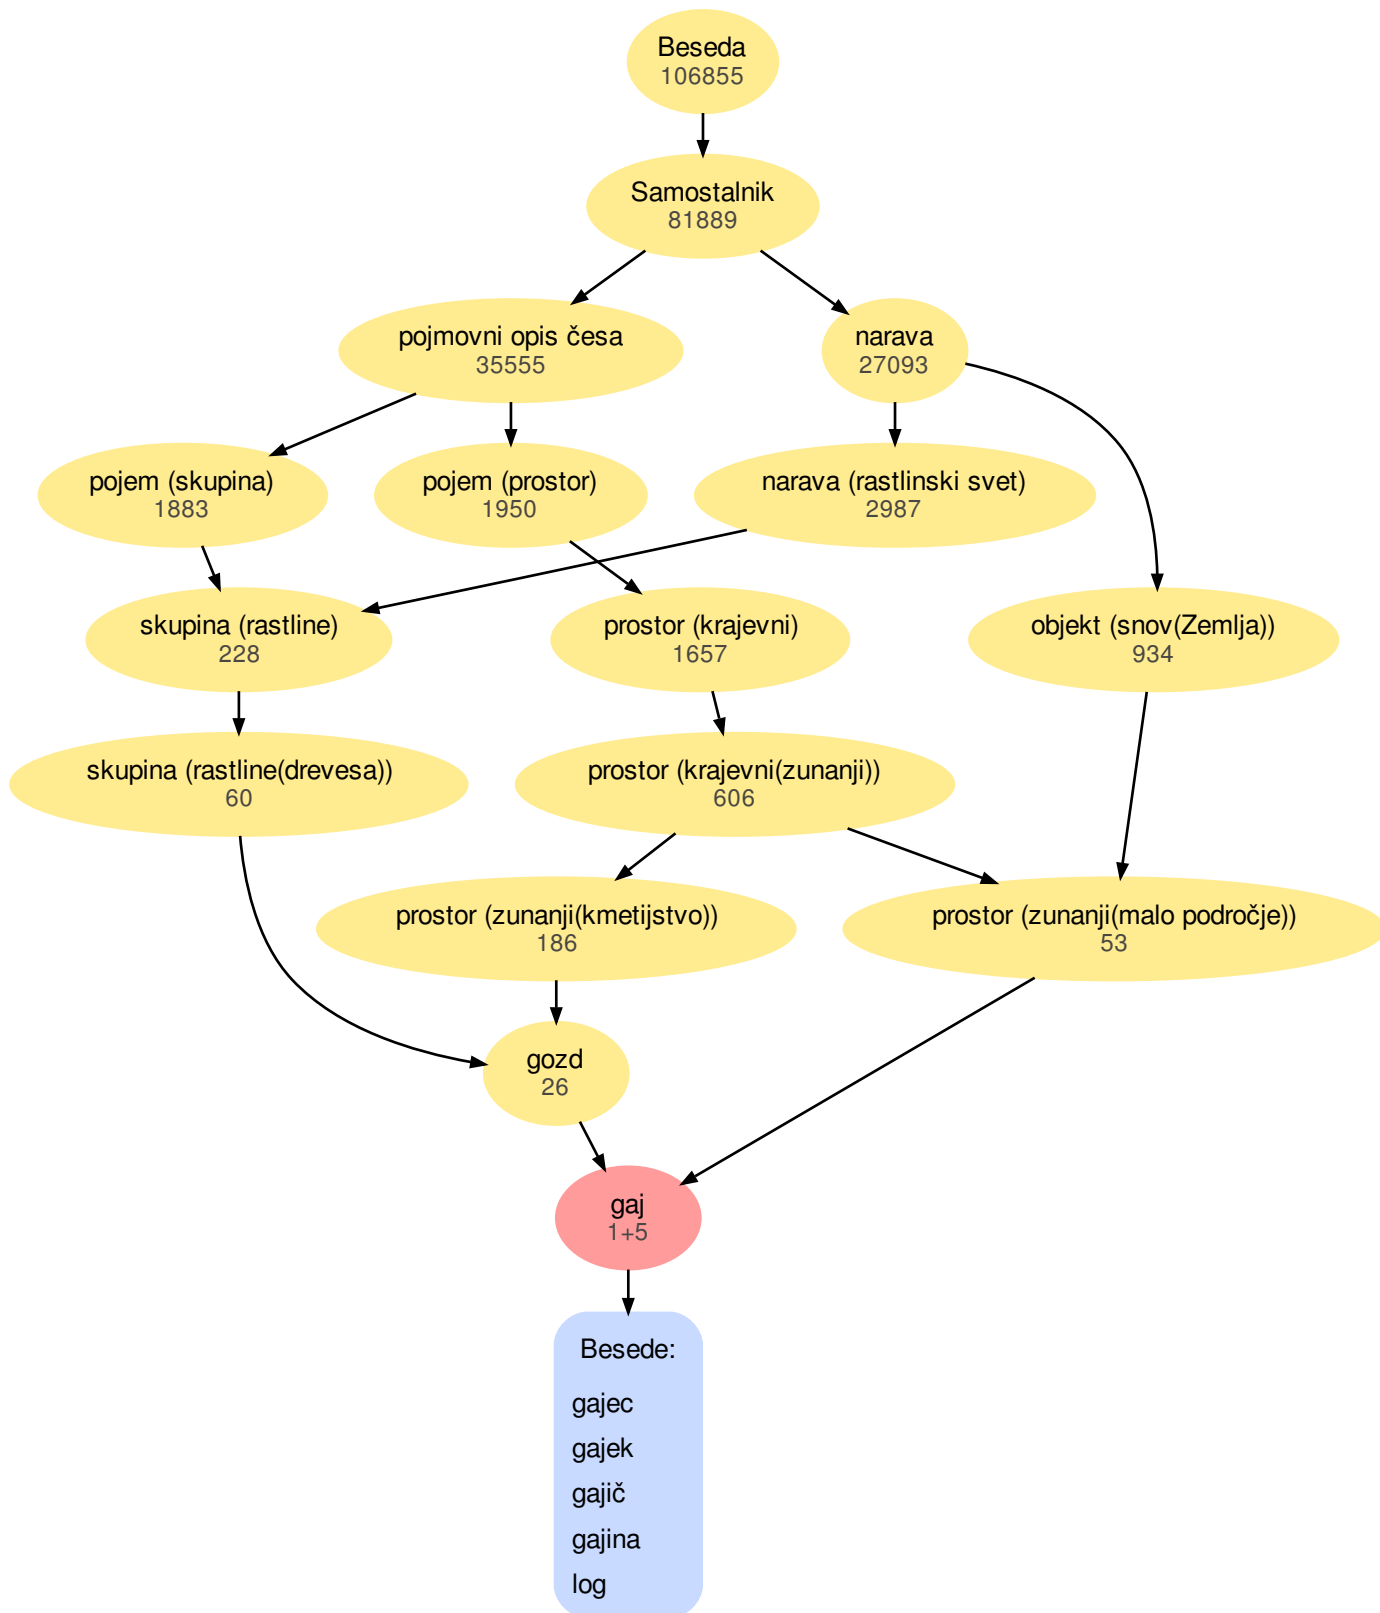 Beseda
106855
Samostalnik
81889
pojmovni opis česa
35555
narava
27093
pojem (skupina)
1883
pojem (prostor)
1950
narava (rastlinski svet)
2987
skupina (rastline)
228
prostor (krajevni)
1657
objekt (snov(Zemlja))
934
skupina (rastline(drevesa))
60
prostor (krajevni(zunanji))
606
prostor (zunanji(kmetijstvo))
186
prostor (zunanji(malo področje))
53
gozd
26
gaj
1+5
Besede:
gajec
gajek
gajič
gajina
log